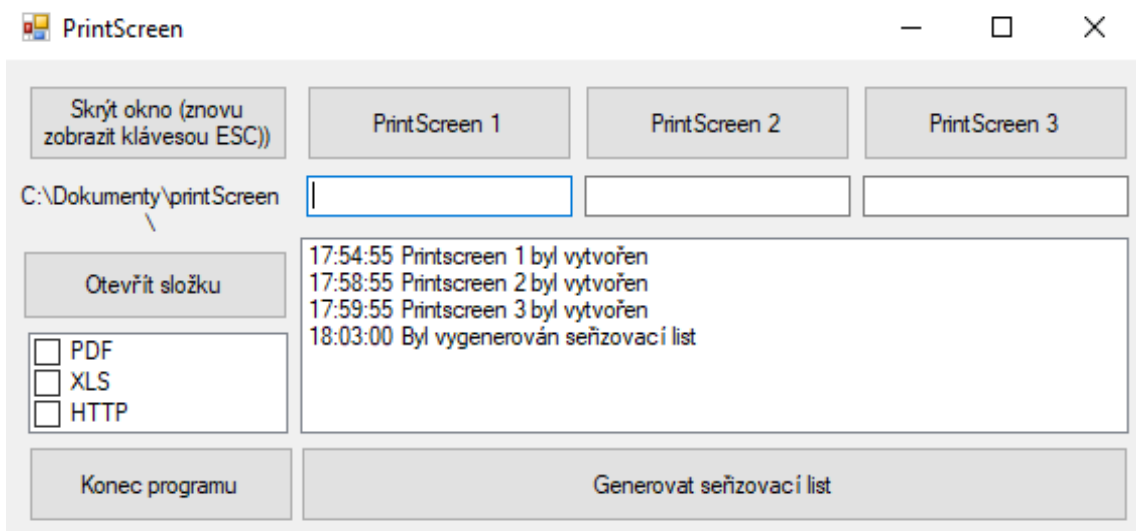 PrintScreen
Skrýt okno (znovu
zobrazit klávesou ESC))
PrintScreen 1
PrintScreen 2
PrintScreen 3
C:\Dokumenty\printScreen
\
Otevřít složku
17:54:55 Printscreen 1 byl vytvořen
17:58:55 Printscreen 2 byl vytvořen
17:59:55 Printscreen 3 byl vytvořen
18:03:00 Byl vygenerován seřizovací list
PDF
XLS
HTTP
Konec programu
Generovat seřizovací list